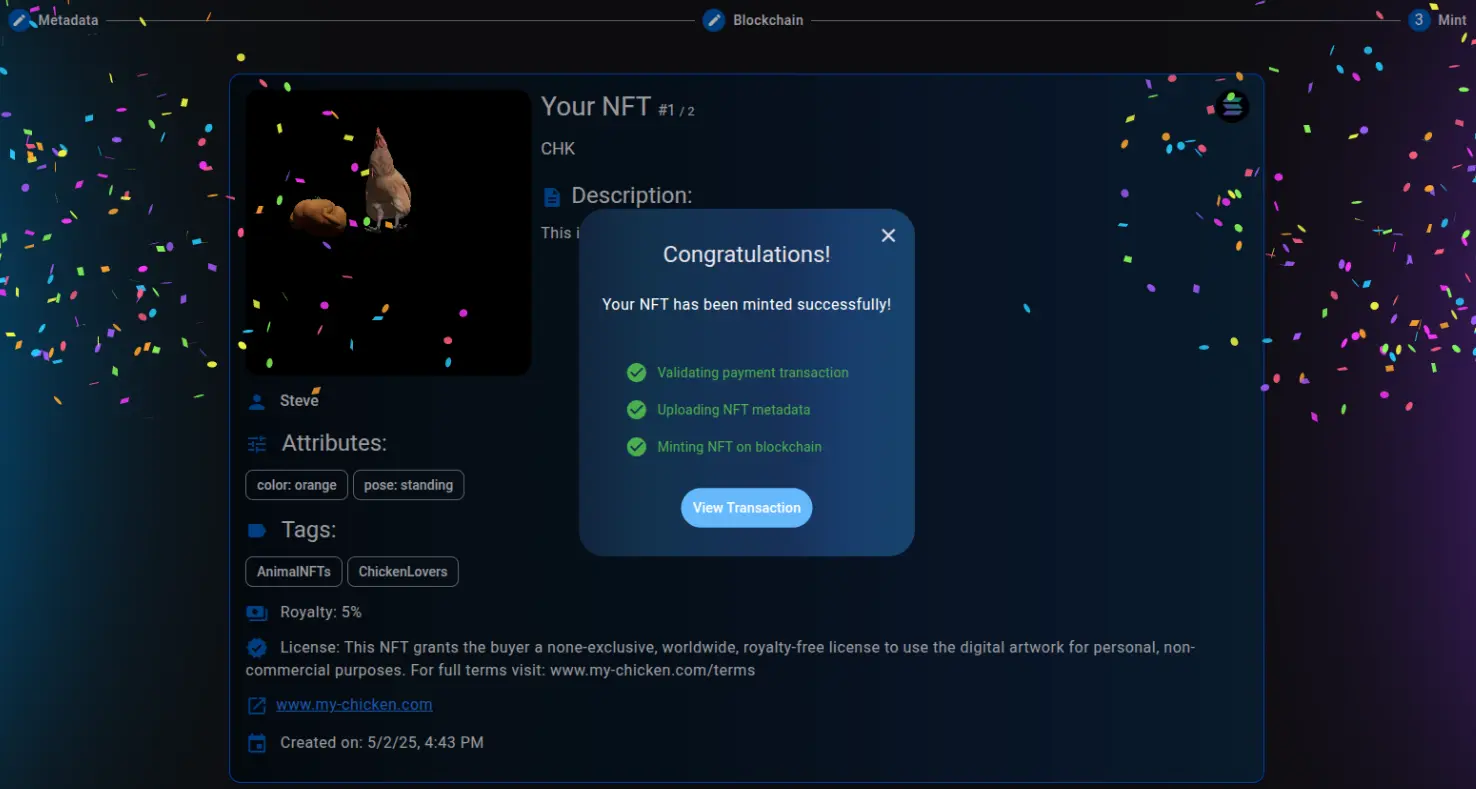 Metadata
Blockchain
3 Mint
Your NFT #1 / 2
CHK
Description:
This i
Congratulations!
Your NFT has been minted successfully!
Validating payment transaction
Uploading NFT metadata
Minting NFT on blockchain
View Transaction
Steve
Attributes:
color: orange pose: standing
Tags:
AnimalNFTs ChickenLovers
Royalty: 5%
License: This NFT grants the buyer a none-exclusive, worldwide, royalty-free license to use the digital artwork for personal, non-
commercial purposes. For full terms visit: www.my-chicken.com/terms
www.my-chicken.com
Created on: 5/2/25, 4:43 PM